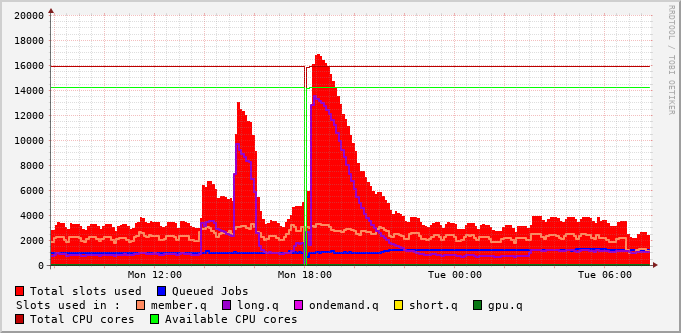 20000
18000
16000
14000
12000
10000
8000
6000
4000
2000
0
Mon 12:00 Mon 18:00 Tue 00:00 Tue 06:00
RRDTOOL / TOBI OETIKER
Total slots used Queued Jobs
Slots used in : member.q long.q ondemand.q short.q gpu.q
Total CPU cores Available CPU cores